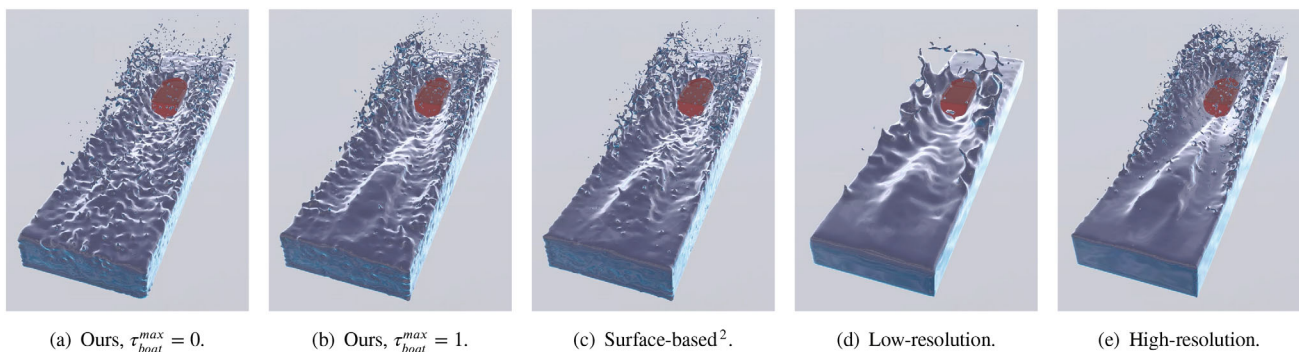 (a) Ours, τ_boat^max = 0.
(b) Ours, τ_boat^max = 1.
(c) Surface-based².
(d) Low-resolution.
(e) High-resolution.